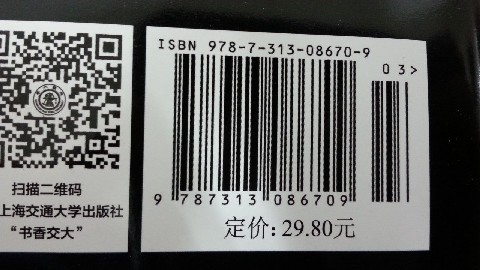 ISBN 978-7-313-08670-9
03>
9 787313 086709
定价：29.80元
扫描二维码
上海交通大学出版社
“书香交大”